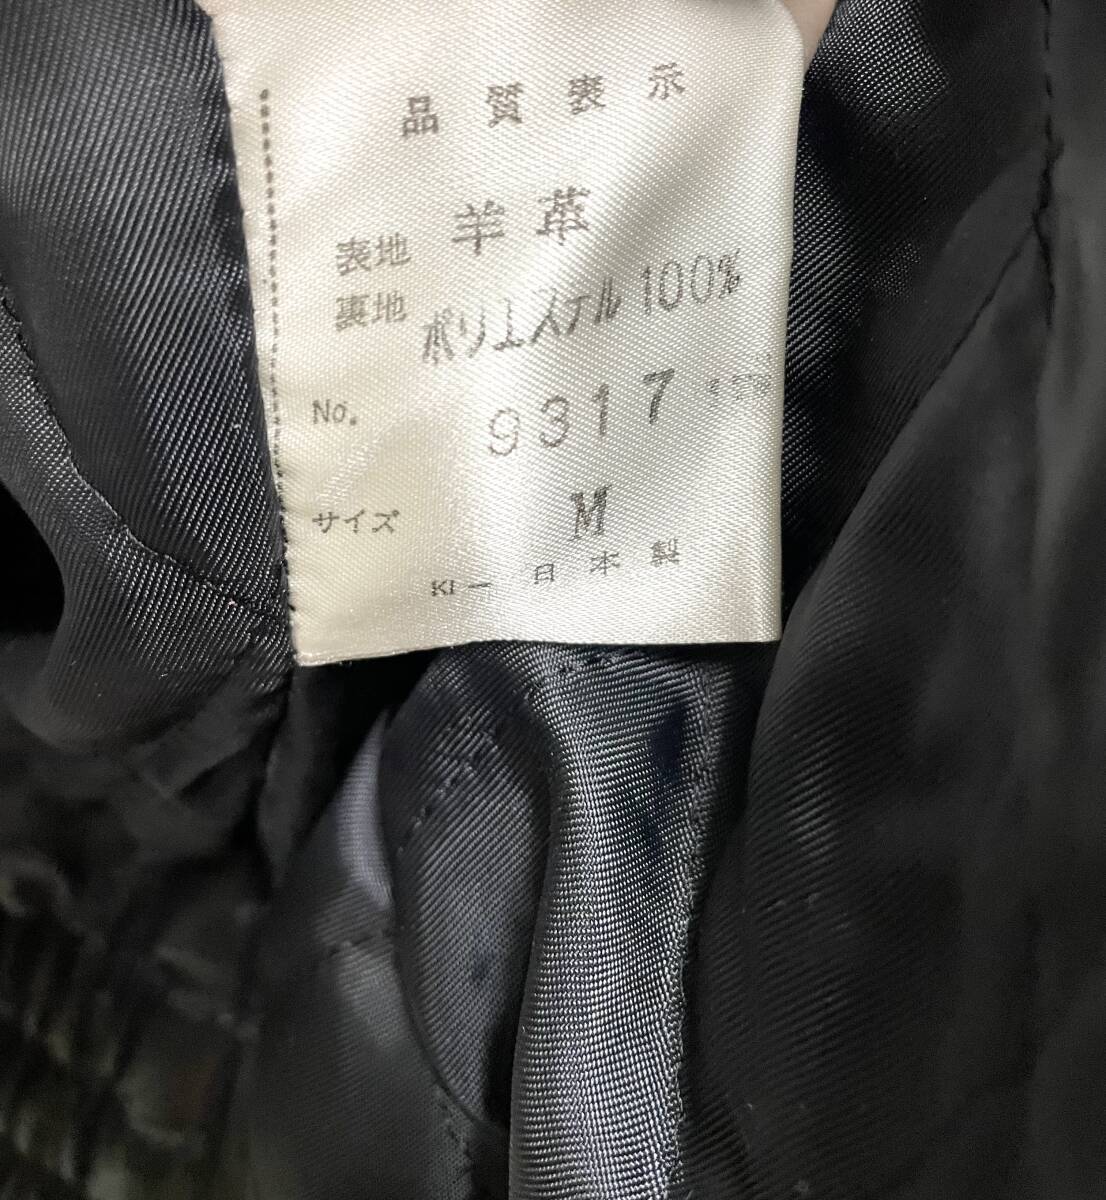 品質表示
表地 羊革
裏地 ポリエステル100%
No. 9317
サイズ M
KI－日本製